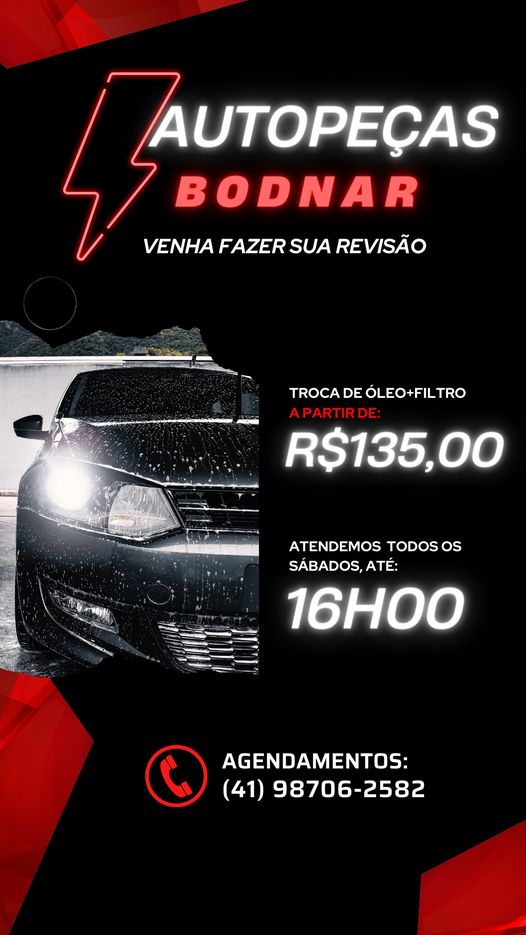 AUTOPEÇAS
BODNAR
VENHA FAZER SUA REVISÃO
TROCA DE ÓLEO+FILTRO
A PARTIR DE:
R$135,00
ATENDEMOS TODOS OS
SÁBADOS, ATÉ:
16H00
AGENDAMENTOS:
(41) 98706-2582